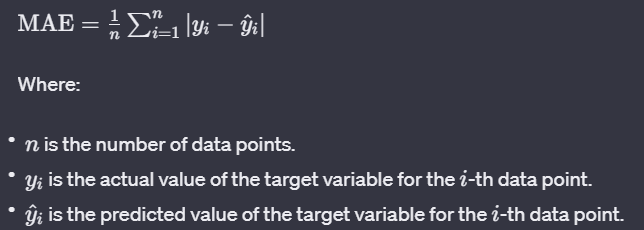 MAE = \frac{1}{n} \sum_{i=1}^{n} |y_i - \hat{y}_i|
Where:
• n is the number of data points.
• y_i is the actual value of the target variable for the i-th data point.
• \hat{y}_i is the predicted value of the target variable for the i-th data point.